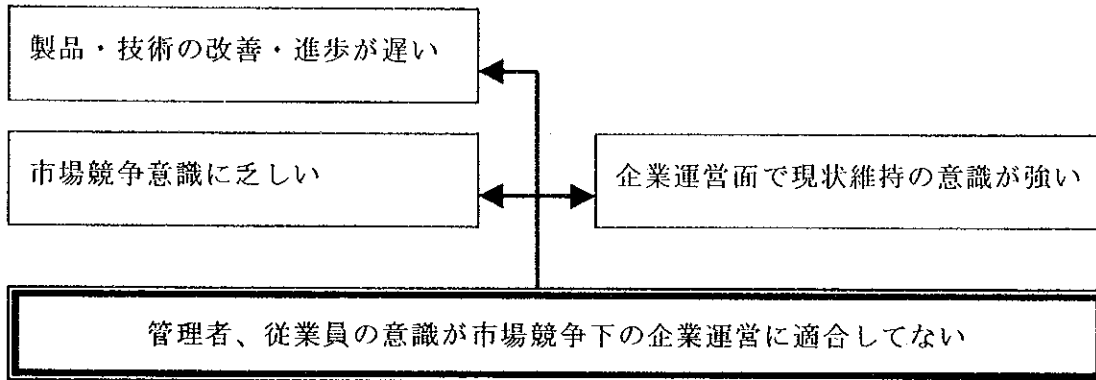 製品・技術の改善・進歩が遅い
市場競争意識に乏しい
企業運営面で現状維持の意識が強い
管理者、従業員の意識が市場競争下の企業運営に適合してない